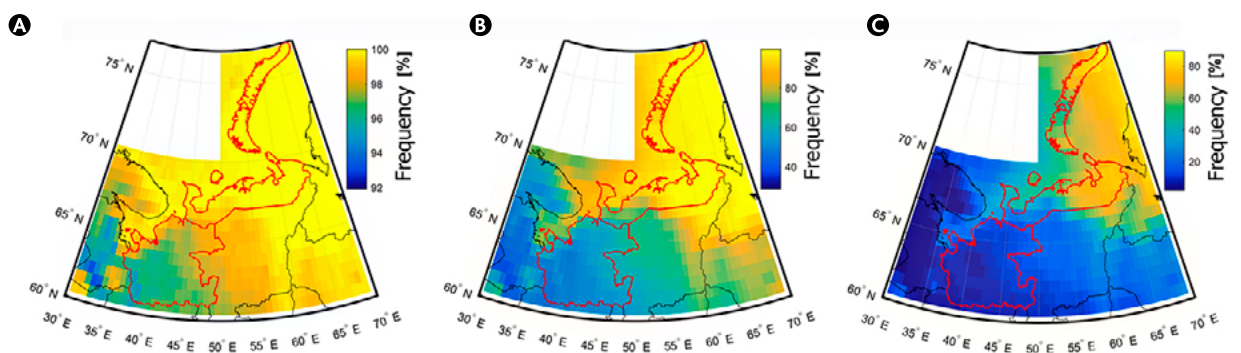 A
75° N
70° N
65° N
60° N
30° E
35° E
40° E
45° E
50° E
55° E
60° E
65° E
70° E
100
98
96
94
92
Frequency [%]
B
75° N
70° N
65° N
60° N
30° E
35° E
40° E
45° E
50° E
55° E
60° E
65° E
70° E
80
60
40
Frequency [%]
C
75° N
70° N
65° N
60° N
30° E
35° E
40° E
45° E
50° E
55° E
60° E
65° E
70° E
80
60
40
20
Frequency [%]